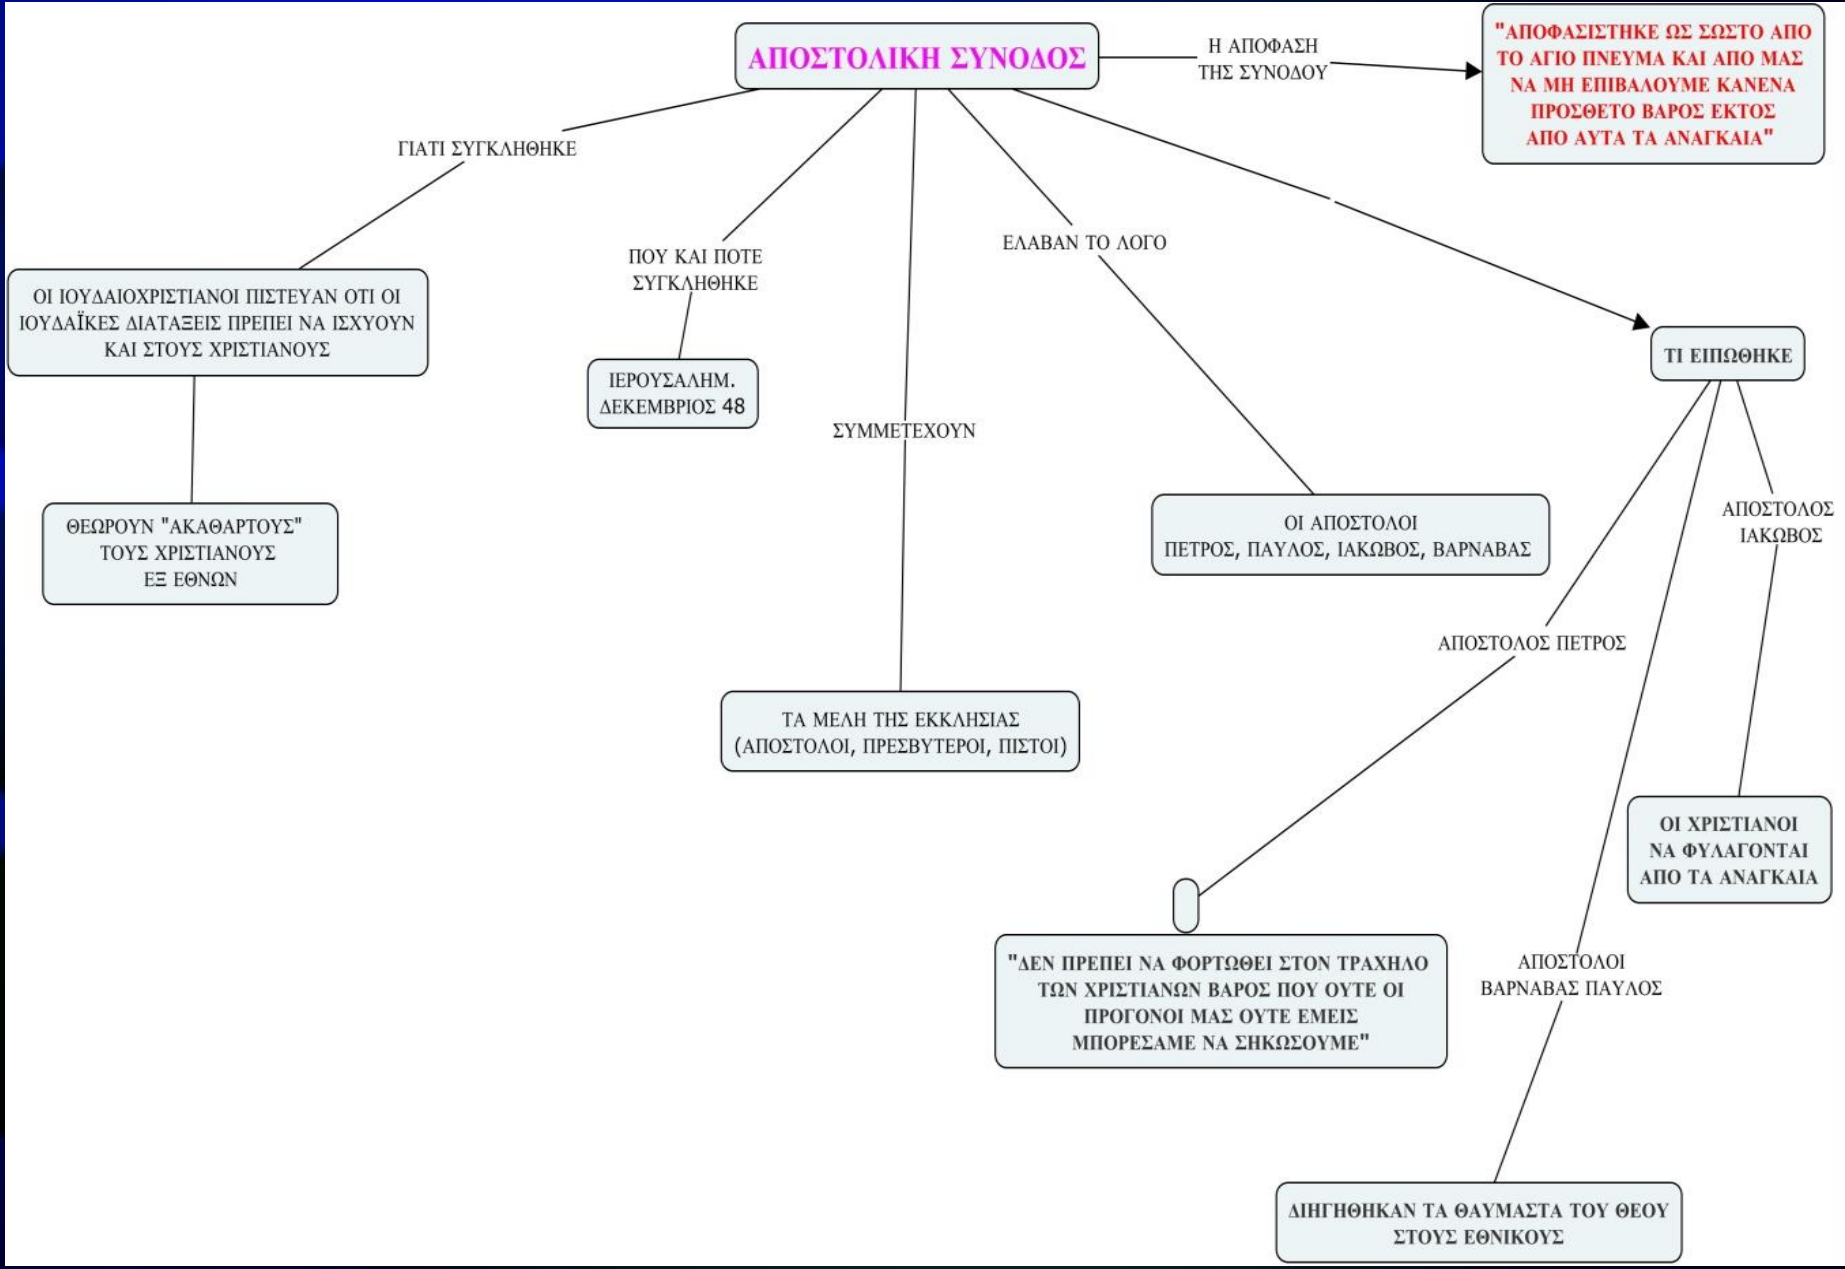 ΑΠΟΣΤΟΛΙΚΗ ΣΥΝΟΔΟΣ
Η ΑΠΟΦΑΣΗ
ΤΗΣ ΣΥΝΟΔΟΥ
"ΑΠΟΦΑΣΙΣΤΗΚΕ ΩΣ ΣΩΣΤΟ ΑΠΟ
ΤΟ ΑΓΙΟ ΠΝΕΥΜΑ ΚΑΙ ΑΠΟ ΜΑΣ
ΝΑ ΜΗ ΕΠΙΒΑΛΟΥΜΕ ΚΑΝΕΝΑ
ΠΡΟΣΘΕΤΟ ΒΑΡΟΣ ΕΚΤΟΣ
ΑΠΟ ΑΥΤΑ ΤΑ ΑΝΑΓΚΑΙΑ"
ΓΙΑΤΙ ΣΥΓΚΛΗΘΗΚΕ
ΟΙ ΙΟΥΔΑΙΟΧΡΙΣΤΙΑΝΟΙ ΠΙΣΤΕΥΑΝ ΟΤΙ ΟΙ
ΙΟΥΔΑΪΚΕΣ ΔΙΑΤΑΞΕΙΣ ΠΡΕΠΕΙ ΝΑ ΙΣΧΥΟΥΝ
ΚΑΙ ΣΤΟΥΣ ΧΡΙΣΤΙΑΝΟΥΣ
ΘΕΩΡΟΥΝ "ΑΚΑΘΑΡΤΟΥΣ"
ΤΟΥΣ ΧΡΙΣΤΙΑΝΟΥΣ
ΕΞ ΕΘΝΩΝ
ΠΟΥ ΚΑΙ ΠΟΤΕ
ΣΥΓΚΛΗΘΗΚΕ
ΙΕΡΟΥΣΑΛΗΜ.
ΔΕΚΕΜΒΡΙΟΣ 48
ΣΥΜΜΕΤΕΧΟΥΝ
ΤΑ ΜΕΛΗ ΤΗΣ ΕΚΚΛΗΣΙΑΣ
(ΑΠΟΣΤΟΛΟΙ, ΠΡΕΣΒΥΤΕΡΟΙ, ΠΙΣΤΟΙ)
ΕΛΑΒΑΝ ΤΟ ΛΟΓΟ
ΟΙ ΑΠΟΣΤΟΛΟΙ
ΠΕΤΡΟΣ, ΠΑΥΛΟΣ, ΙΑΚΩΒΟΣ, ΒΑΡΝΑΒΑΣ
ΤΙ ΕΙΠΩΘΗΚΕ
ΑΠΟΣΤΟΛΟΣ ΠΕΤΡΟΣ
"ΔΕΝ ΠΡΕΠΕΙ ΝΑ ΦΟΡΤΩΘΕΙ ΣΤΟΝ ΤΡΑΧΗΛΟ
ΤΩΝ ΧΡΙΣΤΙΑΝΩΝ ΒΑΡΟΣ ΠΟΥ ΟΥΤΕ ΟΙ
ΠΡΟΓΟΝΟΙ ΜΑΣ ΟΥΤΕ ΕΜΕΙΣ
ΜΠΟΡΕΣΑΜΕ ΝΑ ΣΗΚΩΣΟΥΜΕ"
ΑΠΟΣΤΟΛΟΙ
ΒΑΡΝΑΒΑΣ ΠΑΥΛΟΣ
ΔΙΗΓΗΘΗΚΑΝ ΤΑ ΘΑΥΜΑΣΤΑ ΤΟΥ ΘΕΟΥ
ΣΤΟΥΣ ΕΘΝΙΚΟΥΣ
ΑΠΟΣΤΟΛΟΣ
ΙΑΚΩΒΟΣ
ΟΙ ΧΡΙΣΤΙΑΝΟΙ
ΝΑ ΦΥΛΑΓΟΝΤΑΙ
ΑΠΟ ΤΑ ΑΝΑΓΚΑΙΑ